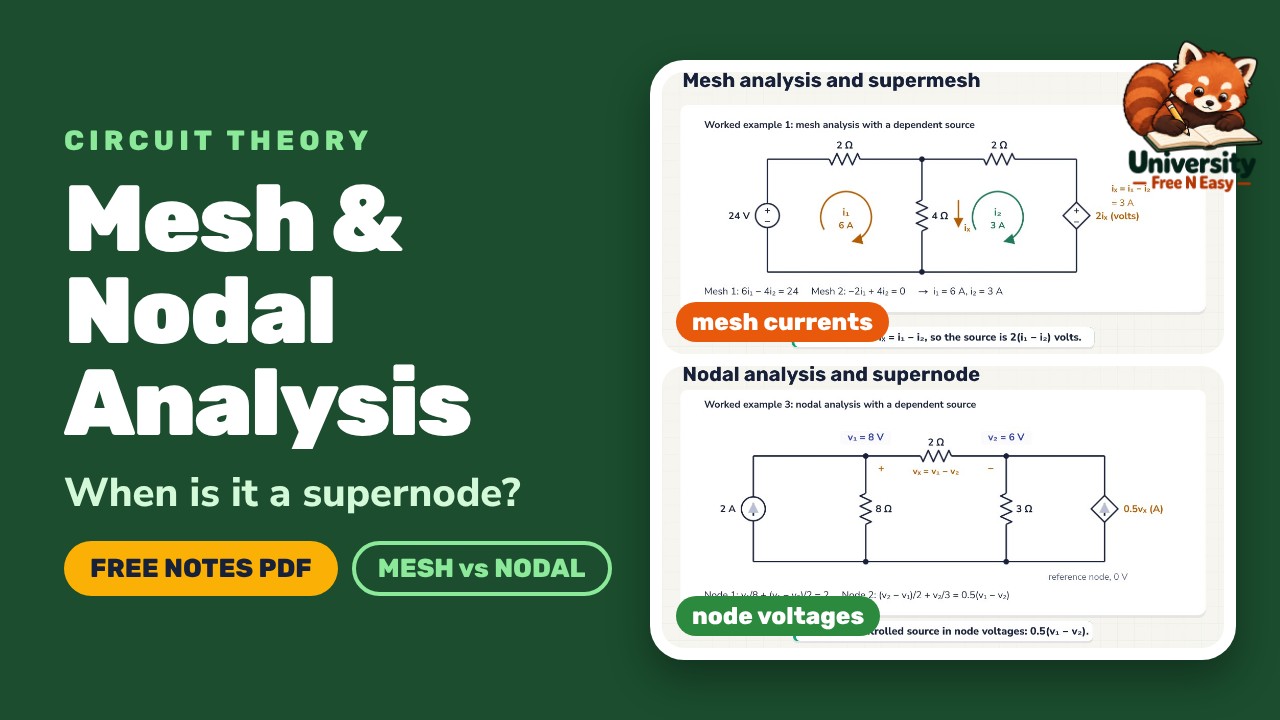 CIRCUIT THEORY
Mesh &
Nodal
Analysis
When is it a supernode?
FREE NOTES PDF
MESH vs NODAL
Mesh analysis and supermesh
Worked example 1: mesh analysis with a dependent source
2 Ω
2 Ω
24 V
+
−
i₁
6 A
4 Ω
iₓ
i₂
3 A
+
−
iₓ = i₁ − i₂
= 3 A
2iₓ (volts)
Mesh 1: 6i₁ − 4i₂ = 24 Mesh 2: −2i₁ + 4i₂ = 0 → i₁ = 6 A, i₂ = 3 A
mesh currents
= i₁ − i₂, so the source is 2(i₁ − i₂) volts.
University
Free N Easy
Nodal analysis and supernode
Worked example 3: nodal analysis with a dependent source
v₁ = 8 V
2 Ω
v₂ = 6 V
+
vₓ = v₁ − v₂
−
2 A
8 Ω
3 Ω
0.5vₓ (A)
reference node, 0 V
Node 1: v₁/8 + (v₁ − v₂)/2 = 2 Node 2: (v₂ − v₁)/2 + v₂/3 = 0.5(v₁ − v₂)
node voltages
source in node voltages: 0.5(v₁ − v₂).